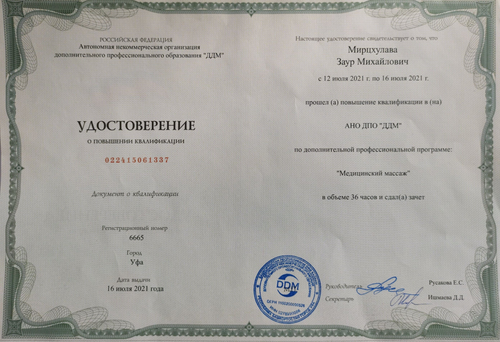 РОССИЙСКАЯ ФЕДЕРАЦИЯ
Автономная некоммерческая организация
дополнительного профессионального образования "ДДМ"
УДОСТОВЕРЕНИЕ
О ПОВЫШЕНИИ КВАЛИФИКАЦИИ
022415061337
Документ о квалификации
Регистрационный номер
6665
Город
Уфа
Дата выдачи
16 июля 2021 года
Настоящее удостоверение свидетельствует о том, что
Мирцхулава
Заур Михайлович
с 12 июля 2021 г. по 16 июля 2021 г.
прошел (а) повышение квалификации в (на)
АНО ДПО "ДДМ"
по дополнительной профессиональной программе:
"Медицинский массаж"
в объеме 36 часов и сдал(а) зачет
DDM
Руководитель
Русакова Е.С.
Секретарь
Ишмаева Д.Д.